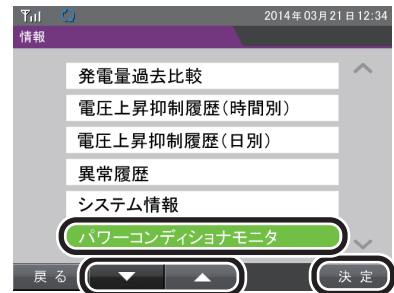 2014年03月21日12:34
情報
発電量過去比較
電圧上昇抑制履歴(時間別)
電圧上昇抑制履歴(日別)
異常履歴
システム情報
パワーコンディショナモニタ
戻る
決定